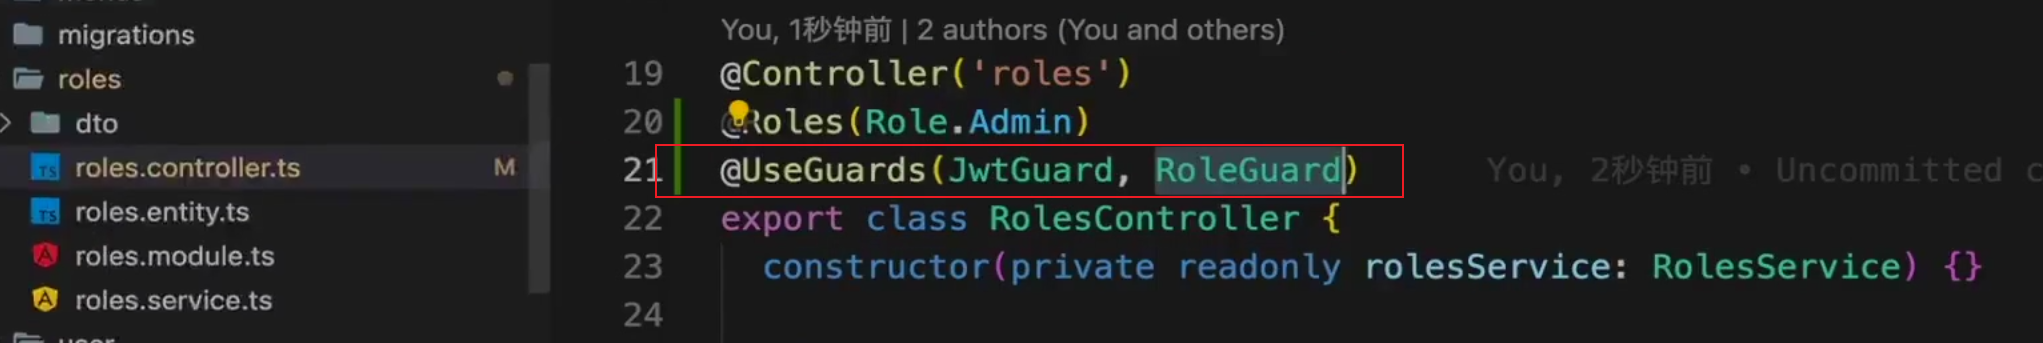 migrations
roles
dto
roles.controller.ts M
roles.entity.ts
roles.module.ts
roles.service.ts
You, 1秒钟前 | 2 authors (You and others)
19 @Controller('roles')
20 @Roles(Role.Admin)
21 @UseGuards(JwtGuard, RoleGuard) You, 2秒钟前 • Uncommitted c
22 export class RolesController {
23 constructor(private readonly rolesService: RolesService) {}
24